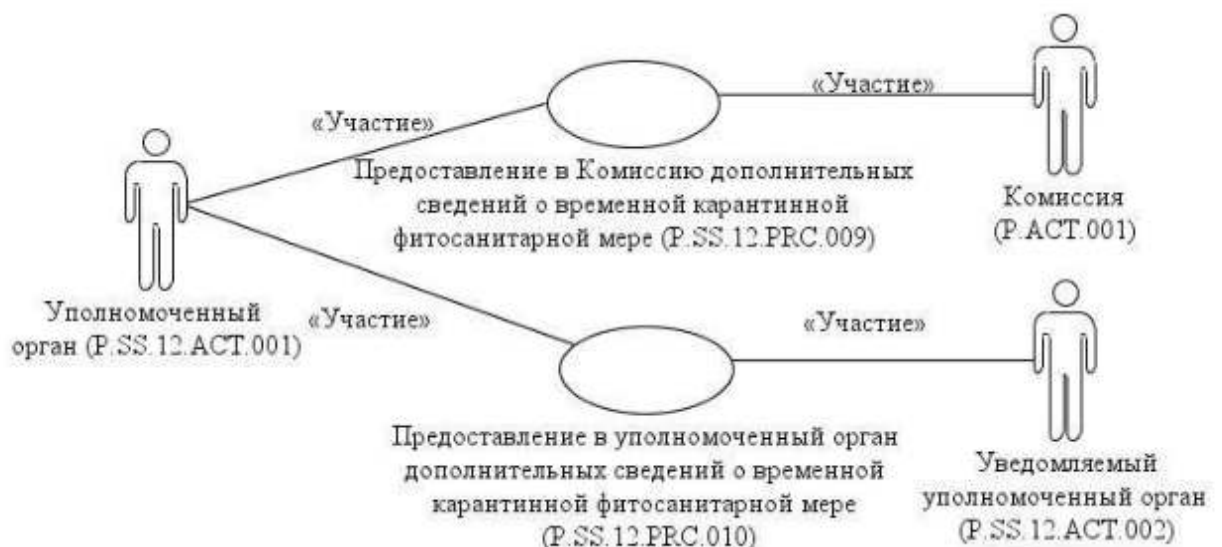 «Участие»
«Участие»
Предоставление в Комиссию дополнительных
сведений о временной карантинной
фитосанитарной мере (P.SS.12.PRC.009)
Комиссия
(P.ACT.001)
Уполномоченный
орган (P.SS.12.ACT.001)
«Участие»
«Участие»
Предоставление в уполномоченный орган
дополнительных сведений о временной
карантинной фитосанитарной мере
(P.SS.12.PRC.010)
Уведомляемый
уполномоченный орган
(P.SS.12.ACT.002)